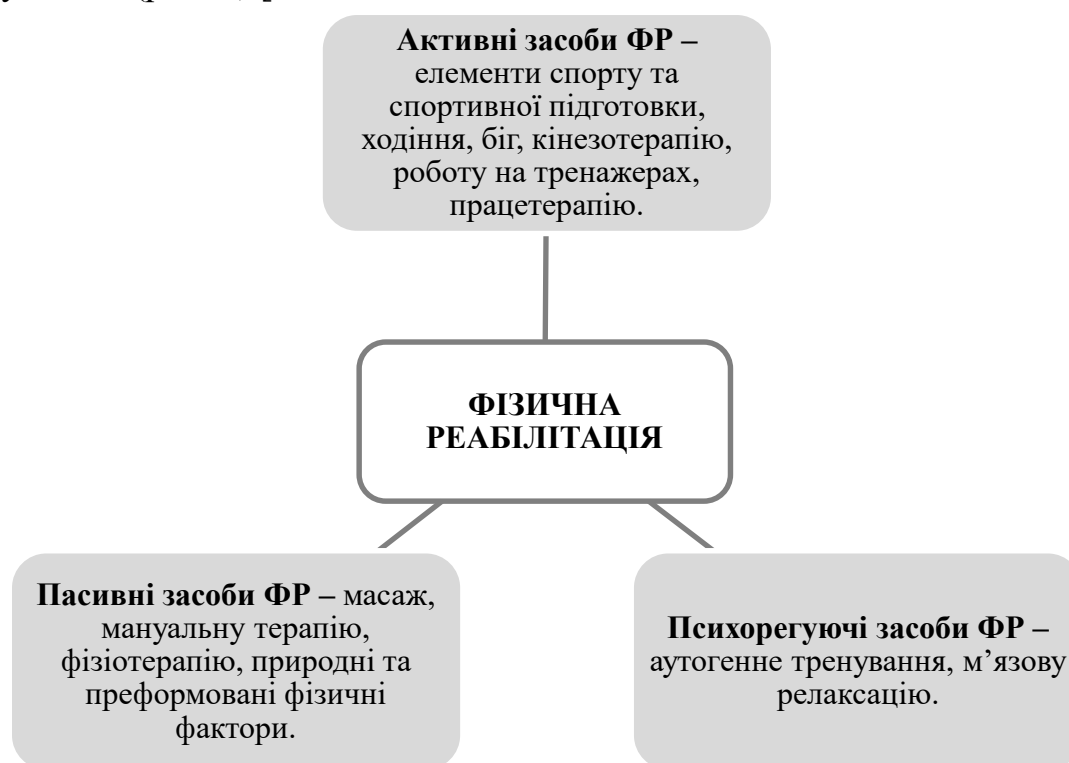 Активні засоби ФР –
елементи спорту та
спортивної підготовки,
ходіння, біг, кінезотерапію,
роботу на тренажерах,
працетерапію.
ФІЗИЧНА
РЕАБІЛІТАЦІЯ
Пасивні засоби ФР – масаж,
мануальну терапію,
фізіотерапію, природні та
преформовані фізичні
фактори.
Психорегуючі засоби ФР –
аутогенне тренування, м’язову
релаксацію.